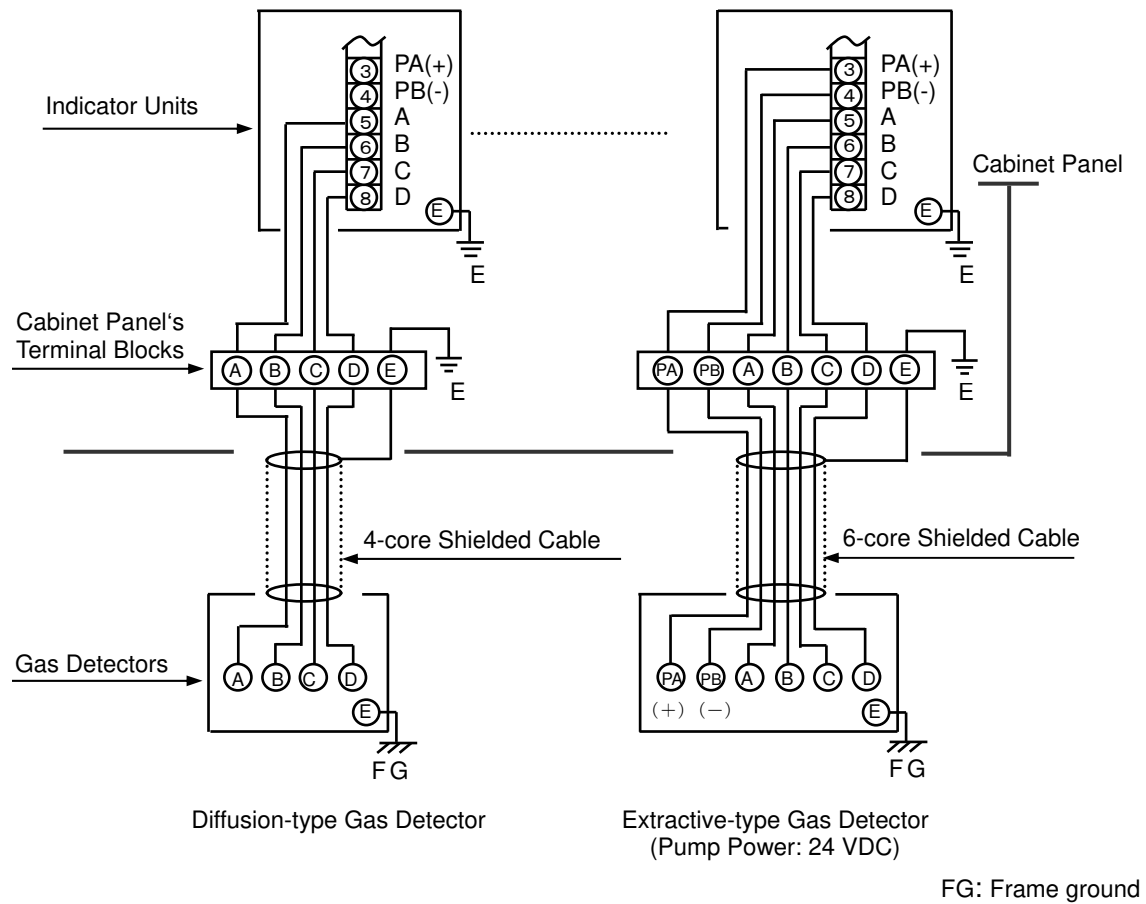 Indicator Units
3 PA(+)
4 PB(-)
5 A
6 B
7 C
8 D
E
E
3 PA(+)
4 PB(-)
5 A
6 B
7 C
8 D
E
E
Cabinet Panel
Cabinet Panel‘s
Terminal Blocks
A B C D E
E
PA PB A B C D E
E
4-core Shielded Cable
6-core Shielded Cable
Gas Detectors
A B C D
E
FG
PA PB A B C D
(+) (−)
E
FG
Diffusion-type Gas Detector
Extractive-type Gas Detector
(Pump Power: 24 VDC)
FG: Frame ground